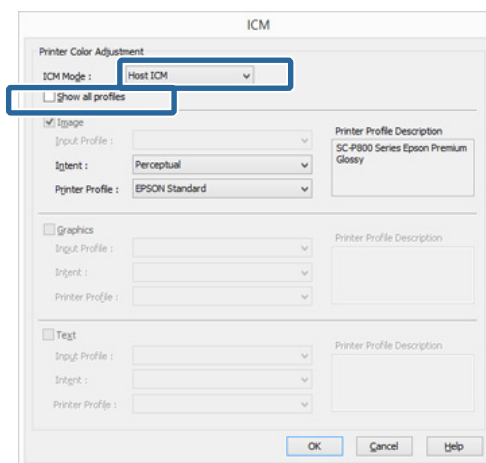 ICM
Printer Color Adjustment
ICM Mode : Host ICM
Show all profiles
Image
Input Profile :
Intent : Perceptual
Printer Profile : EPSON Standard
Printer Profile Description
SC-P800 Series Epson Premium
Glossy
Graphics
Input Profile :
Intent :
Printer Profile :
Printer Profile Description
Text
Input Profile :
Intent :
Printer Profile :
Printer Profile Description
OK Cancel Help